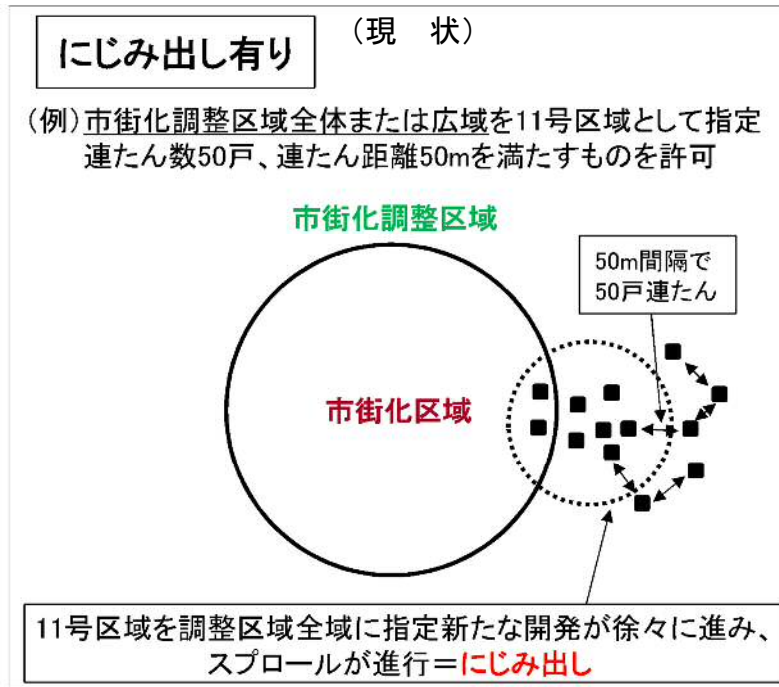 にじみ出し有り
（現　状）
（例）市街化調整区域全体または広域を11号区域として指定
連たん数50戸、連たん距離50mを満たすものを許可
市街化調整区域
50m間隔で
50戸連たん
市街化区域
11号区域を調整区域全域に指定新たな開発が徐々に進み、
スプロールが進行＝にじみ出し